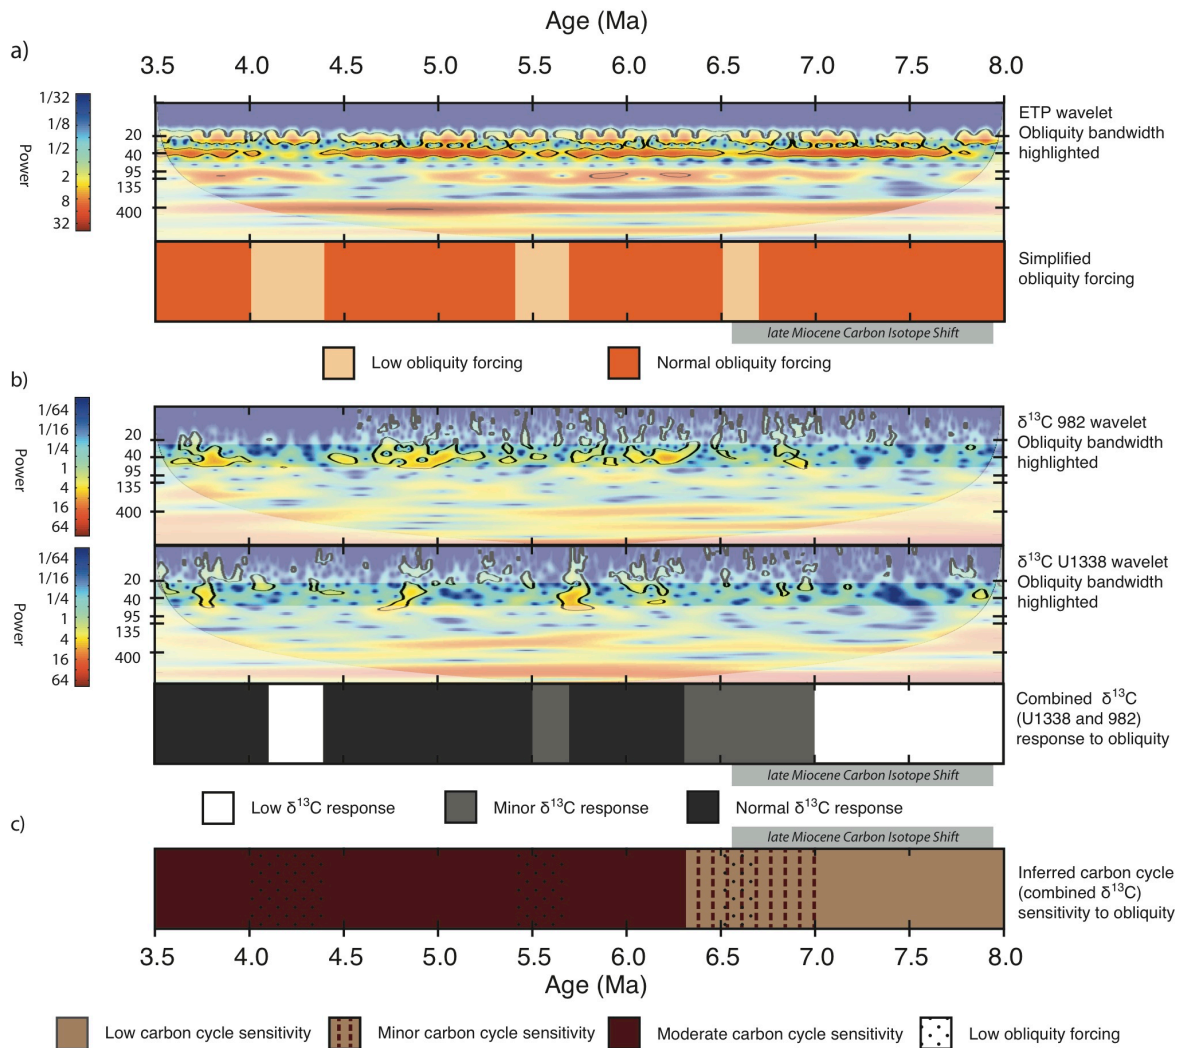 Age (Ma)
a)
3.5 4.0 4.5 5.0 5.5 6.0 6.5 7.0 7.5 8.0
Power
1/32
1/8
1/2
2
8
32
20
40
95
135
400
ETP wavelet
Obliquity bandwidth
highlighted
Simplified
obliquity forcing
late Miocene Carbon Isotope Shift
Low obliquity forcing
Normal obliquity forcing
b)
Power
1/64
1/16
1/4
1
4
16
64
20
40
95
135
400
δ¹³C 982 wavelet
Obliquity bandwidth
highlighted
Power
1/64
1/16
1/4
1
4
16
64
20
40
95
135
400
δ¹³C U1338 wavelet
Obliquity bandwidth
highlighted
Combined δ¹³C
(U1338 and 982)
response to obliquity
late Miocene Carbon Isotope Shift
Low δ¹³C response
Minor δ¹³C response
Normal δ¹³C response
c)
late Miocene Carbon Isotope Shift
Inferred carbon cycle
(combined δ¹³C)
sensitivity to obliquity
3.5 4.0 4.5 5.0 5.5 6.0 6.5 7.0 7.5 8.0
Age (Ma)
Low carbon cycle sensitivity
Minor carbon cycle sensitivity
Moderate carbon cycle sensitivity
Low obliquity forcing